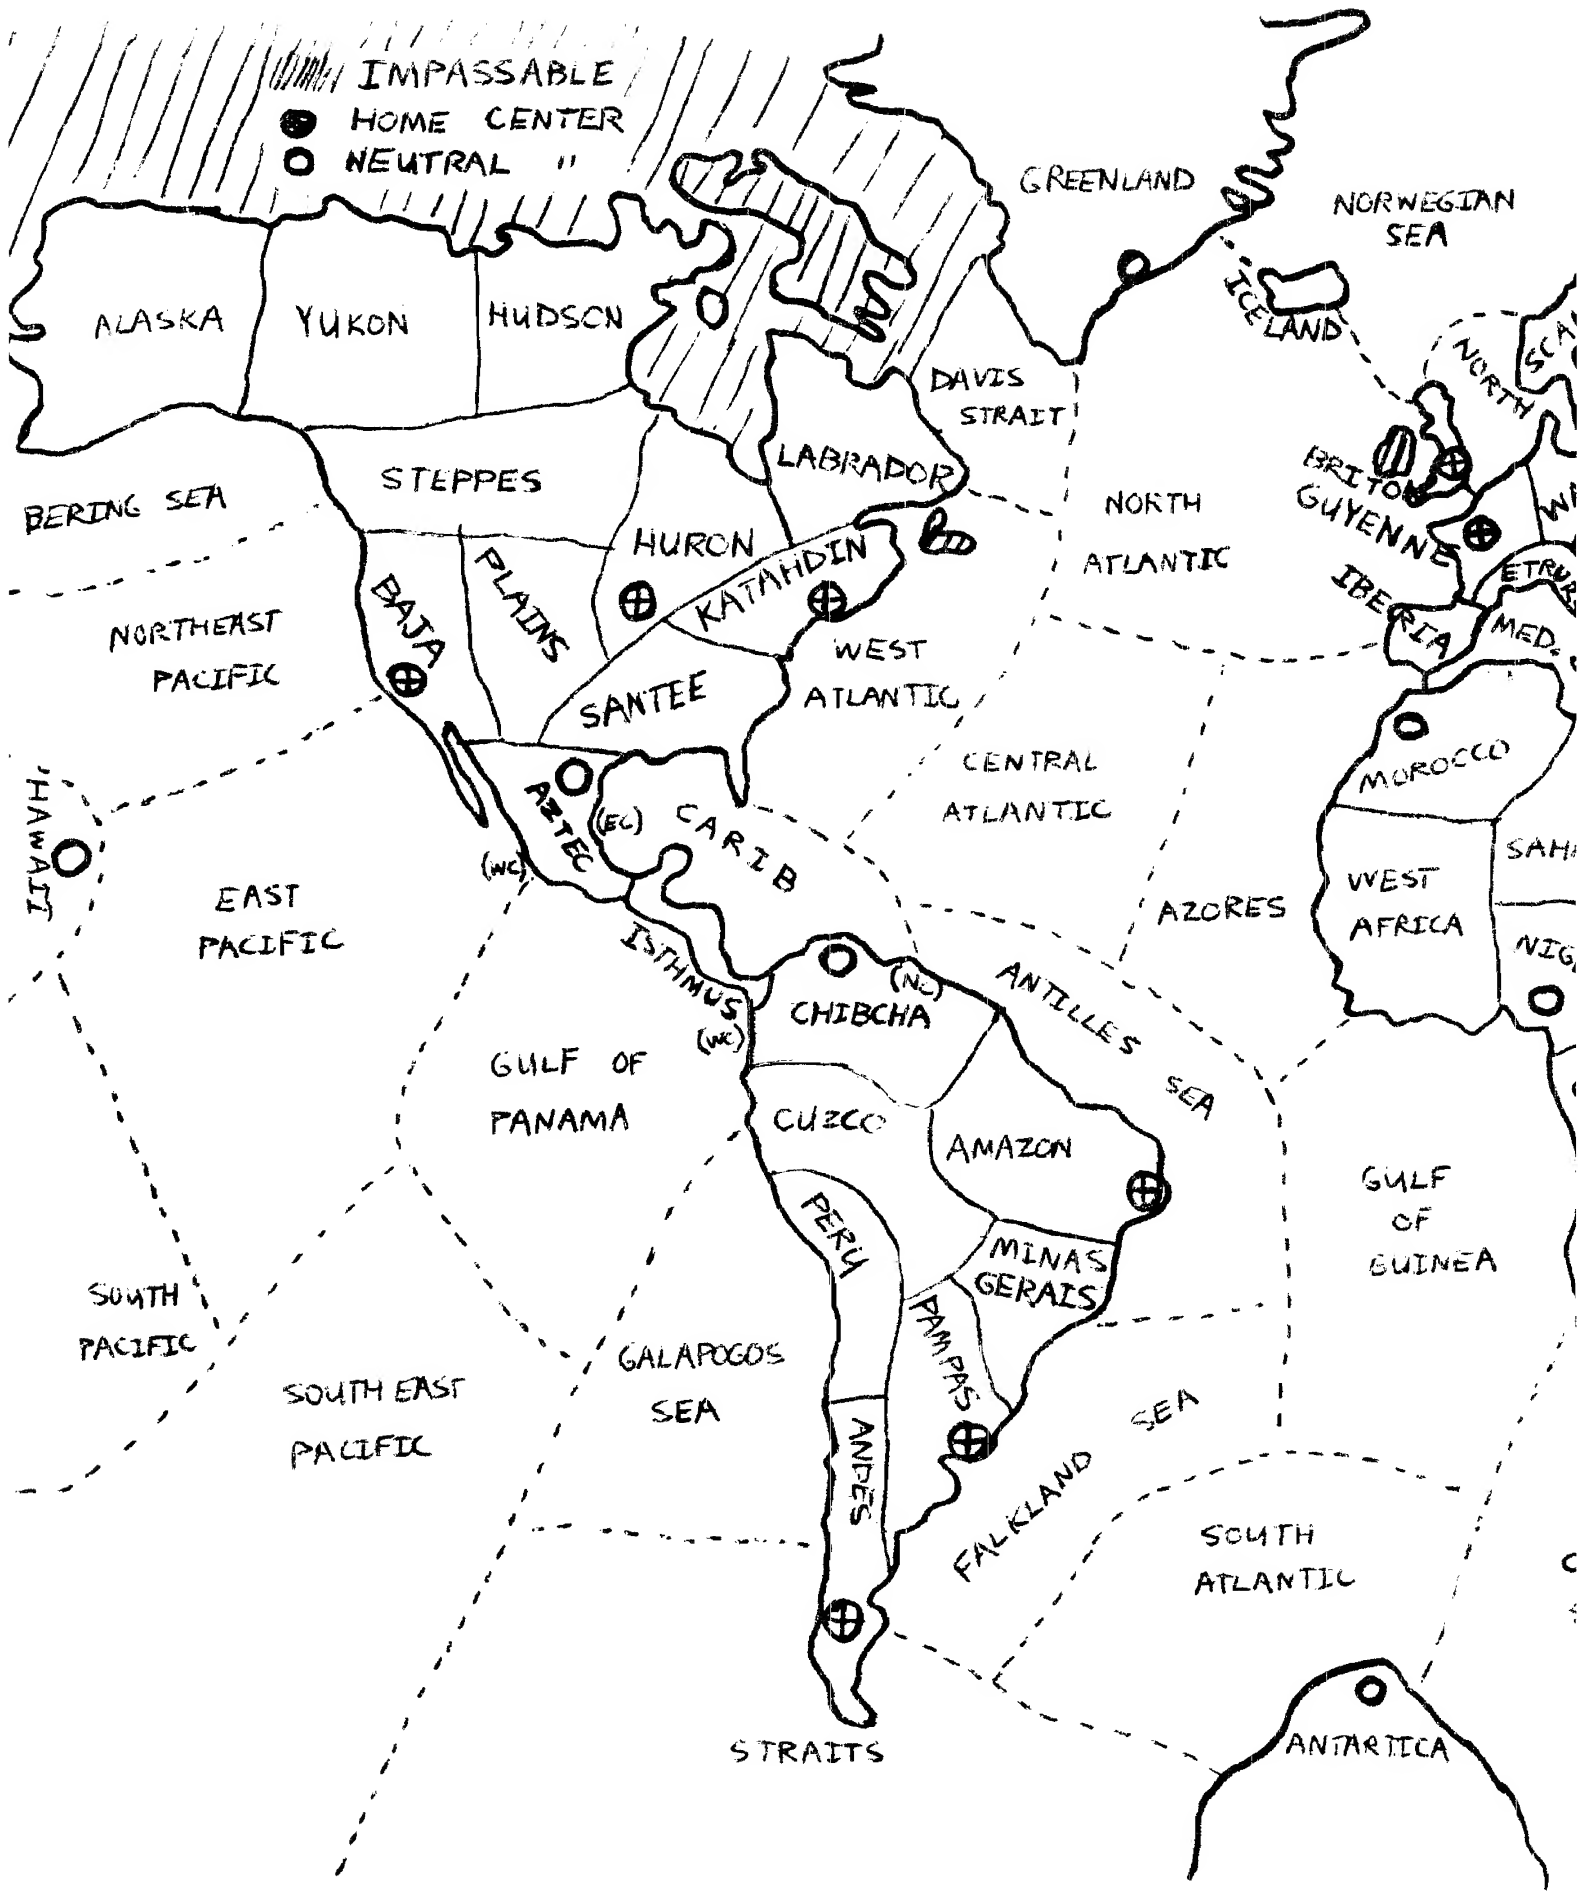 IMPASSABLE
HOME CENTER
NEUTRAL "
GREENLAND
NORWEGIAN
SEA
ICELAND
ALASKA
YUKON
HUDSON
DAVIS
STRAIT
NORTH
BERING SEA
STEPPES
LABRADOR
NORTH
ATLANTIC
BRITON
GUYENNE
HURON
KATAHDIN
IBERIA
MED.
NORTHEAST
PACIFIC
BAJA
PLAINS
SANTEE
WEST
ATLANTIC
MOROCCO
HAWAII
AZTEC
(EC)
(WC)
CARIB
CENTRAL
ATLANTIC
WEST
AFRICA
EAST
PACIFIC
AZORES
ISTHMUS
(WC)
(NC)
CHIBCHA
ANTILLES
SEA
GULF OF
PANAMA
CUZCO
AMAZON
GULF
OF
GUINEA
PERU
MINAS
GERAIS
SOUTH
PACIFIC
PAMPAS
GALAPOGOS
SEA
SOUTH EAST
PACIFIC
ANDES
FALKLAND SEA
SOUTH
ATLANTIC
STRAITS
ANTARTICA